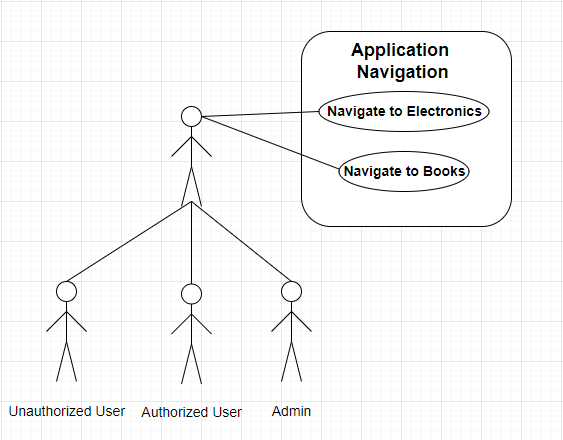 Application
Navigation
Navigate to Electronics
Navigate to Books
Unauthorized User
Authorized User
Admin